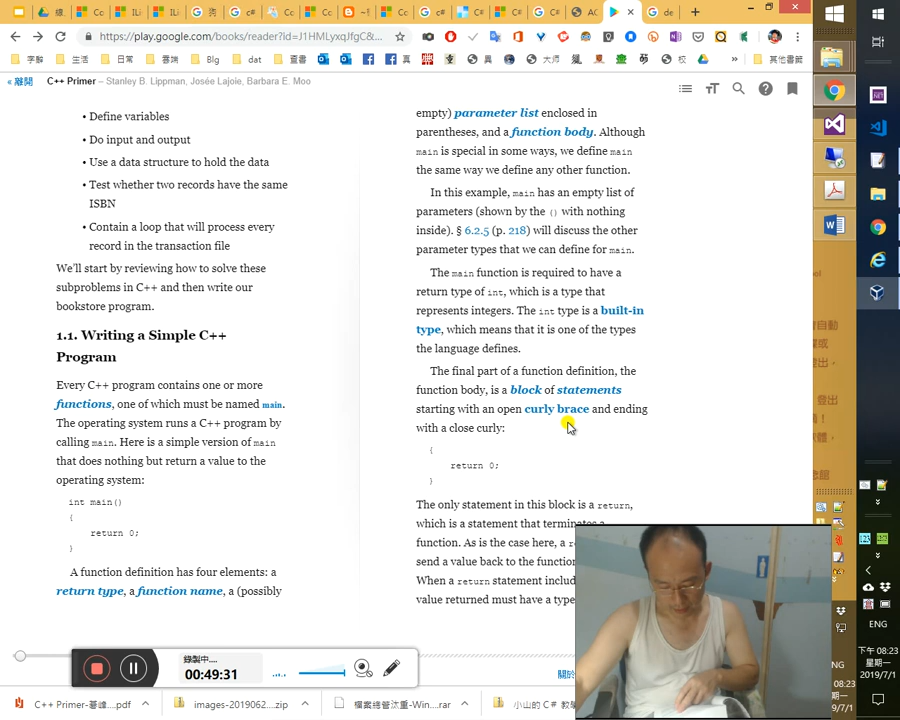 https://play.google.com/books/reader?id=J1HMLyxqJfgC&...
« 離開 C++ Primer – Stanley B. Lippman, Josée Lajoie, Barbara E. Moo
• Define variables
• Do input and output
• Use a data structure to hold the data
• Test whether two records have the same
ISBN
• Contain a loop that will process every
record in the transaction file
We'll start by reviewing how to solve these
subproblems in C++ and then write our
bookstore program.
1.1. Writing a Simple C++
Program
Every C++ program contains one or more
functions, one of which must be named main.
The operating system runs a C++ program by
calling main. Here is a simple version of main
that does nothing but return a value to the
operating system:
int main()
{
return 0;
}
A function definition has four elements: a
return type, a function name, a (possibly
empty) parameter list enclosed in
parentheses, and a function body. Although
main is special in some ways, we define main
the same way we define any other function.
In this example, main has an empty list of
parameters (shown by the () with nothing
inside). § 6.2.5 (p. 218) will discuss the other
parameter types that we can define for main.
The main function is required to have a
return type of int, which is a type that
represents integers. The int type is a built-in
type, which means that it is one of the types
the language defines.
The final part of a function definition, the
function body, is a block of statements
starting with an open curly brace and ending
with a close curly:
{
return 0;
}
The only statement in this block is a return,
which is a statement that terminates a
function. As is the case here, a
send a value back to the function
When a return statement includ
value returned must have a type
錄製中....
00:49:31
關於
C++ Primer-碁峰....pdf
images-2019062....zip
檔案總管汰重-Win....rar
小山的 C# 教學
ENG
下午 08:23
星期一
2019/7/1